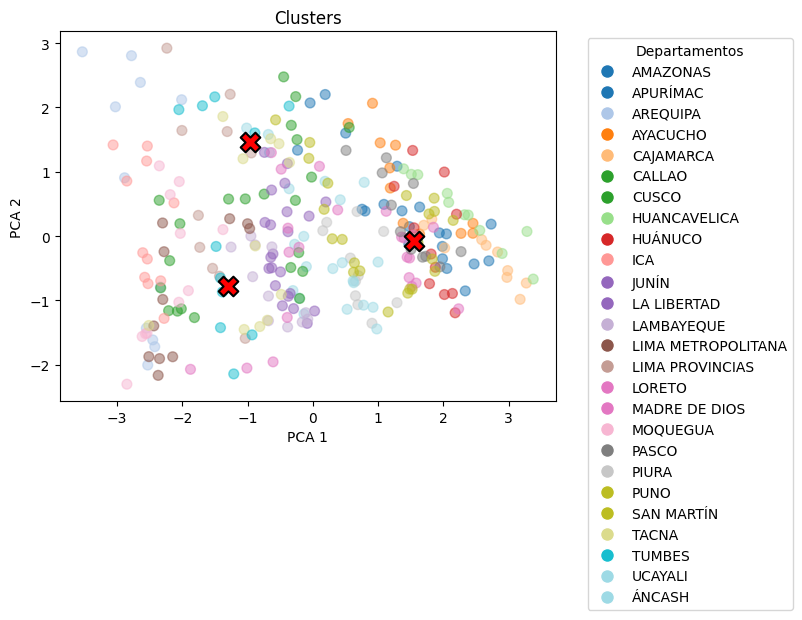 Clusters
3
2
1
0
−1
−2
PCA 2
−3
−2
−1
0
1
2
3
PCA 1
Departamentos
AMAZONAS
APURÍMAC
AREQUIPA
AYACUCHO
CAJAMARCA
CALLAO
CUSCO
HUANCAVELICA
HUÁNUCO
ICA
JUNÍN
LA LIBERTAD
LAMBAYEQUE
LIMA METROPOLITANA
LIMA PROVINCIAS
LORETO
MADRE DE DIOS
MOQUEGUA
PASCO
PIURA
PUNO
SAN MARTÍN
TACNA
TUMBES
UCAYALI
ÁNCASH